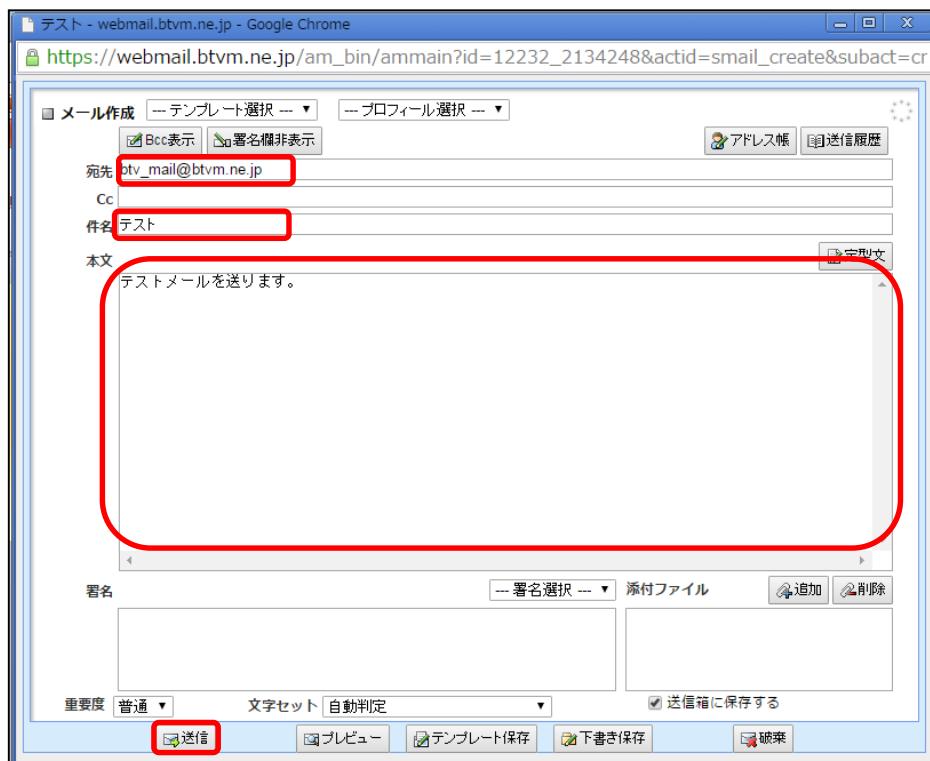 テスト - webmail.btvm.ne.jp - Google Chrome
https://webmail.btvm.ne.jp/am_bin/ammain?id=12232_2134248&actid=smail_create&subact=cr
メール作成 --- テンプレート選択 --- ▼ --- プロフィール選択 --- ▼
Bcc表示 署名欄非表示 アドレス帳 送信履歴
宛先 btv_mail@btvm.ne.jp
Cc
件名 テスト
本文 定型文
テストメールを送ります。
署名 --- 署名選択 --- ▼ 添付ファイル 追加 削除
重要度 普通 ▼ 文字セット 自動判定 ▼ 送信箱に保存する
送信 プレビュー テンプレート保存 下書き保存 破棄